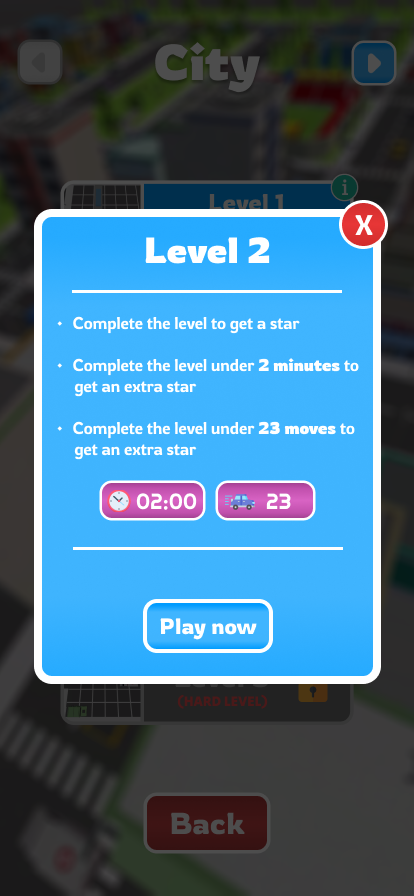 City
Level 1
i
X
Level 2
Complete the level to get a star
Complete the level under 2 minutes to
get an extra star
Complete the level under 23 moves to
get an extra star
02:00 23
Play now
(HARD LEVEL)
Back